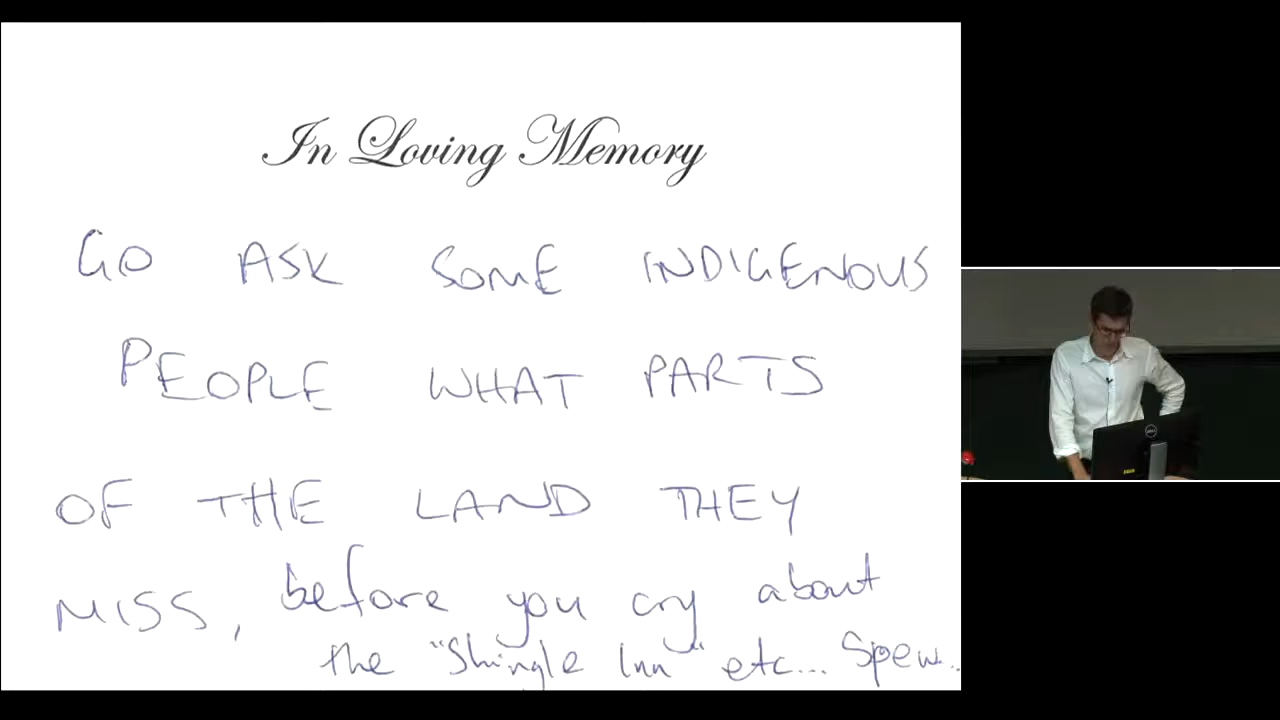 In Loving Memory
GO ASK SOME INDIGENOUS
PEOPLE WHAT PARTS
OF THE LAND THEY
MISS, before you cry about
the "Shingle Inn" etc... Spew..
DELL